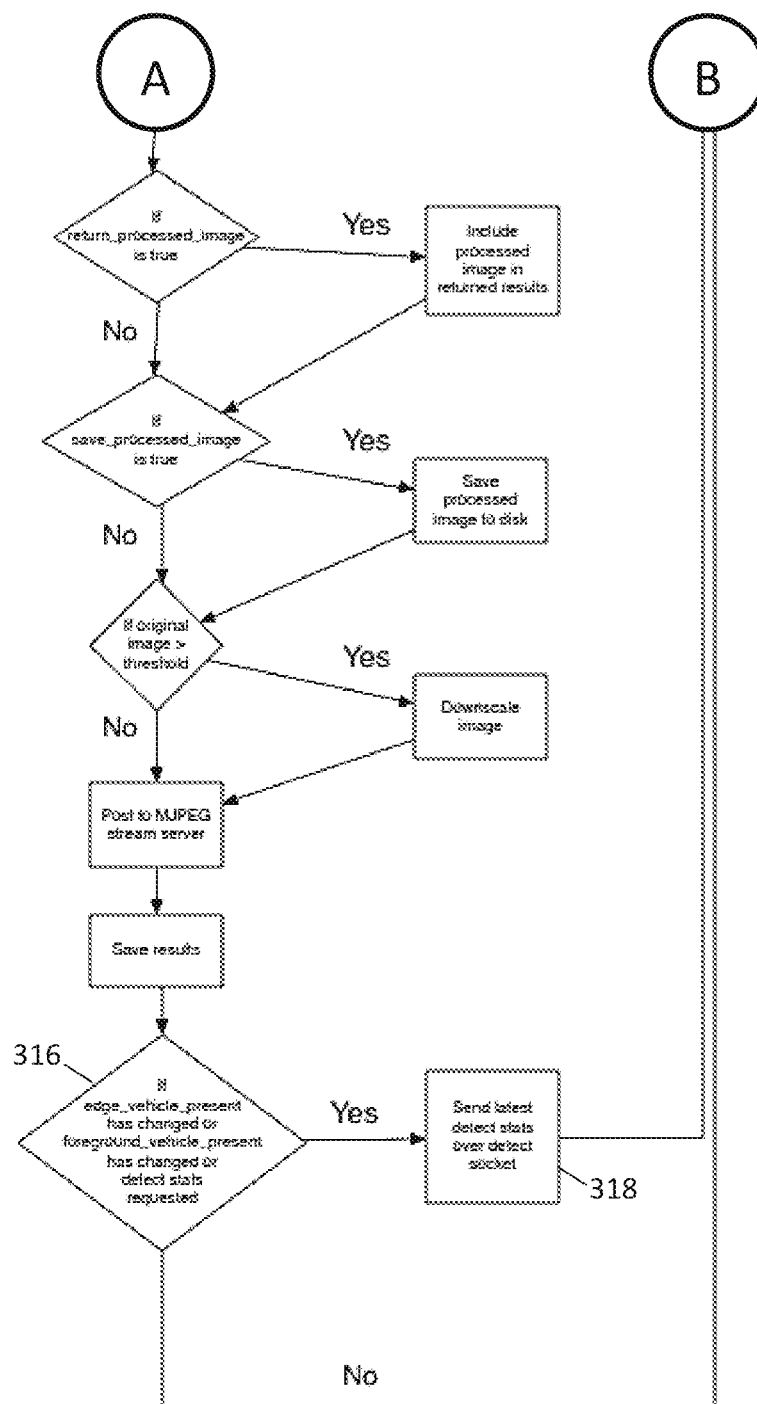 A
B
If
return_processed_image
is true
Yes
Include
processed
image in
returned results
No
If
save_processed_image
is true
Yes
Save
processed
image to disk
No
If original
image >
threshold
Yes
Downscale
image
No
Post to MJPEG
stream server
Save results
316
If
edge_vehicle_present
has changed or
foreground_vehicle_present
has changed or
detect stats
requested
Yes
Send latest
detect stats
over detect
socket
318
No